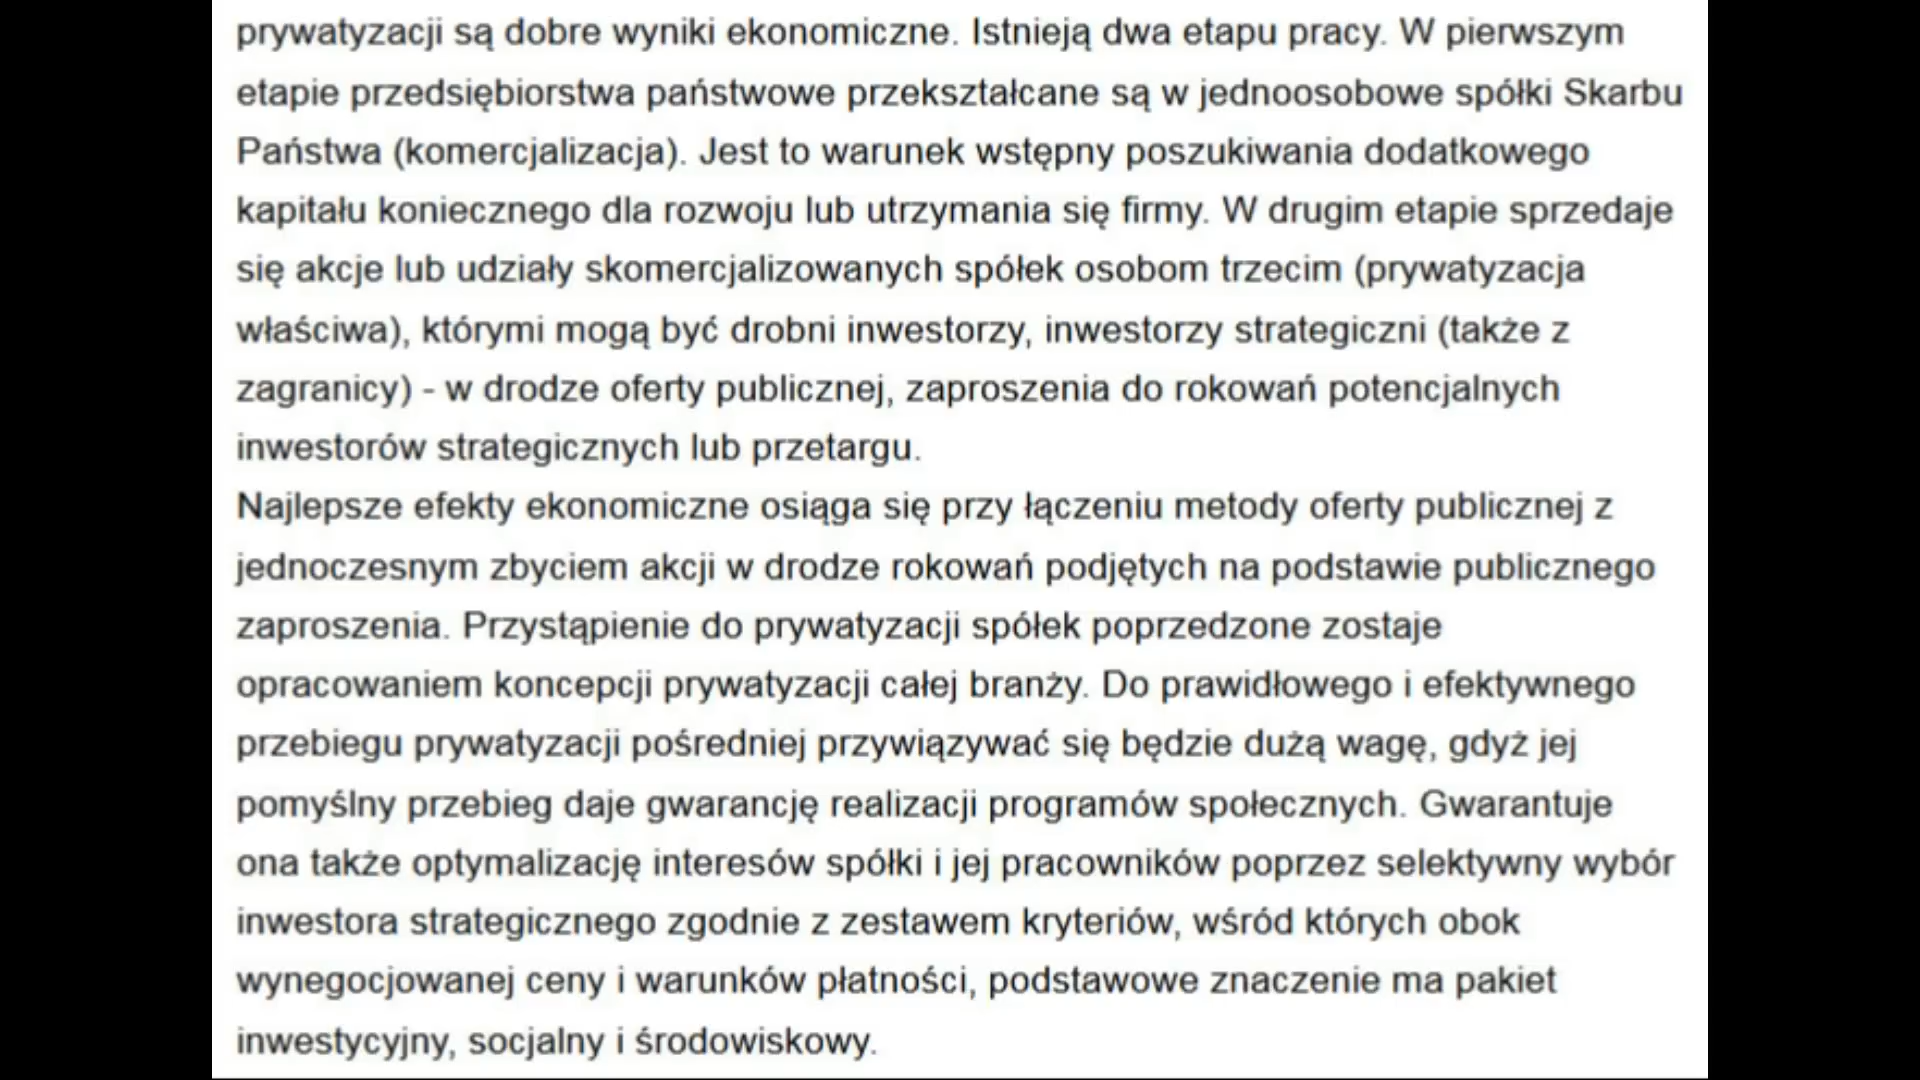 prywatyzacji są dobre wyniki ekonomiczne. Istnieją dwa etapu pracy. W pierwszym
etapie przedsiębiorstwa państwowe przekształcane są w jednoosobowe spółki Skarbu
Państwa (komercjalizacja). Jest to warunek wstępny poszukiwania dodatkowego
kapitału koniecznego dla rozwoju lub utrzymania się firmy. W drugim etapie sprzedaje
się akcje lub udziały skomercjalizowanych spółek osobom trzecim (prywatyzacja
właściwa), którymi mogą być drobni inwestorzy, inwestorzy strategiczni (także z
zagranicy) - w drodze oferty publicznej, zaproszenia do rokowań potencjalnych
inwestorów strategicznych lub przetargu.
Najlepsze efekty ekonomiczne osiąga się przy łączeniu metody oferty publicznej z
jednoczesnym zbyciem akcji w drodze rokowań podjętych na podstawie publicznego
zaproszenia. Przystąpienie do prywatyzacji spółek poprzedzone zostaje
opracowaniem koncepcji prywatyzacji całej branży. Do prawidłowego i efektywnego
przebiegu prywatyzacji pośredniej przywiązywać się będzie dużą wagę, gdyż jej
pomyślny przebieg daje gwarancję realizacji programów społecznych. Gwarantuje
ona także optymalizację interesów spółki i jej pracowników poprzez selektywny wybór
inwestora strategicznego zgodnie z zestawem kryteriów, wśród których obok
wynegocjowanej ceny i warunków płatności, podstawowe znaczenie ma pakiet
inwestycyjny, socjalny i środowiskowy.